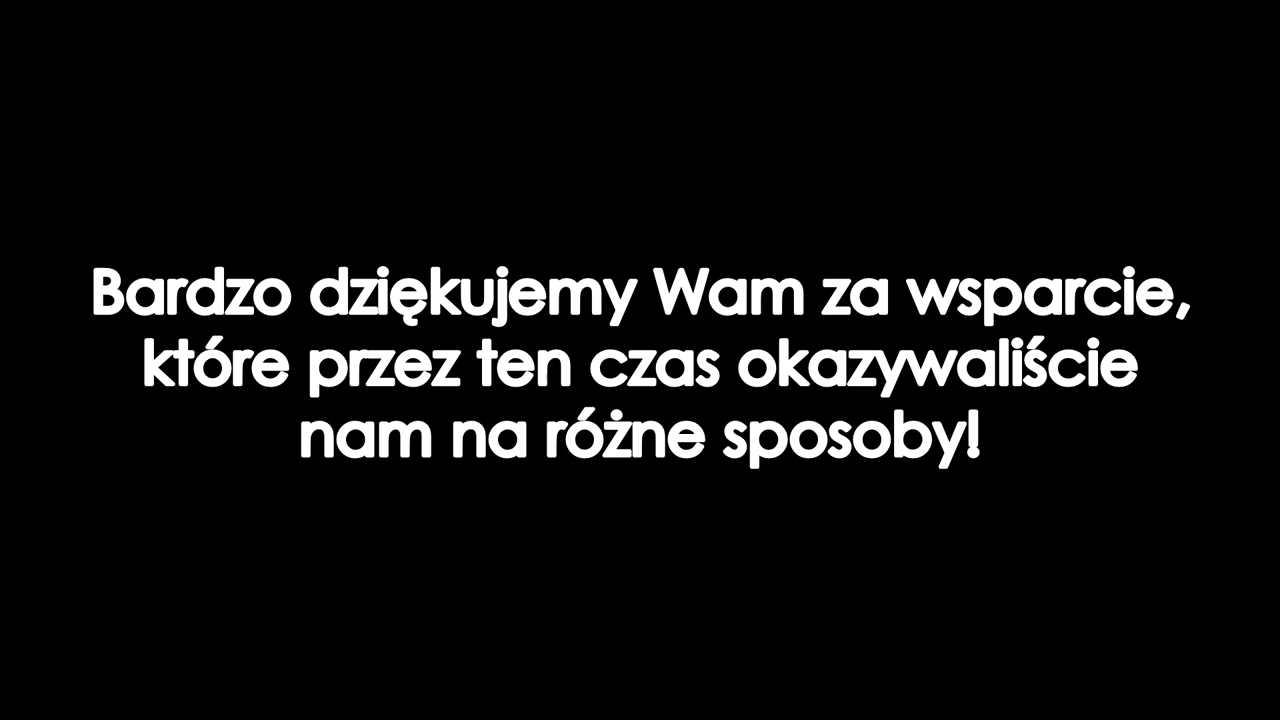 Bardzo dziękujemy Wam za wsparcie,
które przez ten czas okazywaliście
nam na różne sposoby!